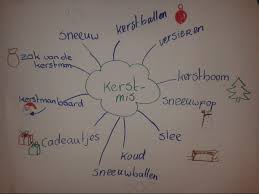 kerstballen
versieren
sneeuw
zak van de
kerstman
kerstboom
Kerst-
mis
kerstmanbaard
sneeuwpop
slee
cadeautjes
koud
sneeuwballen